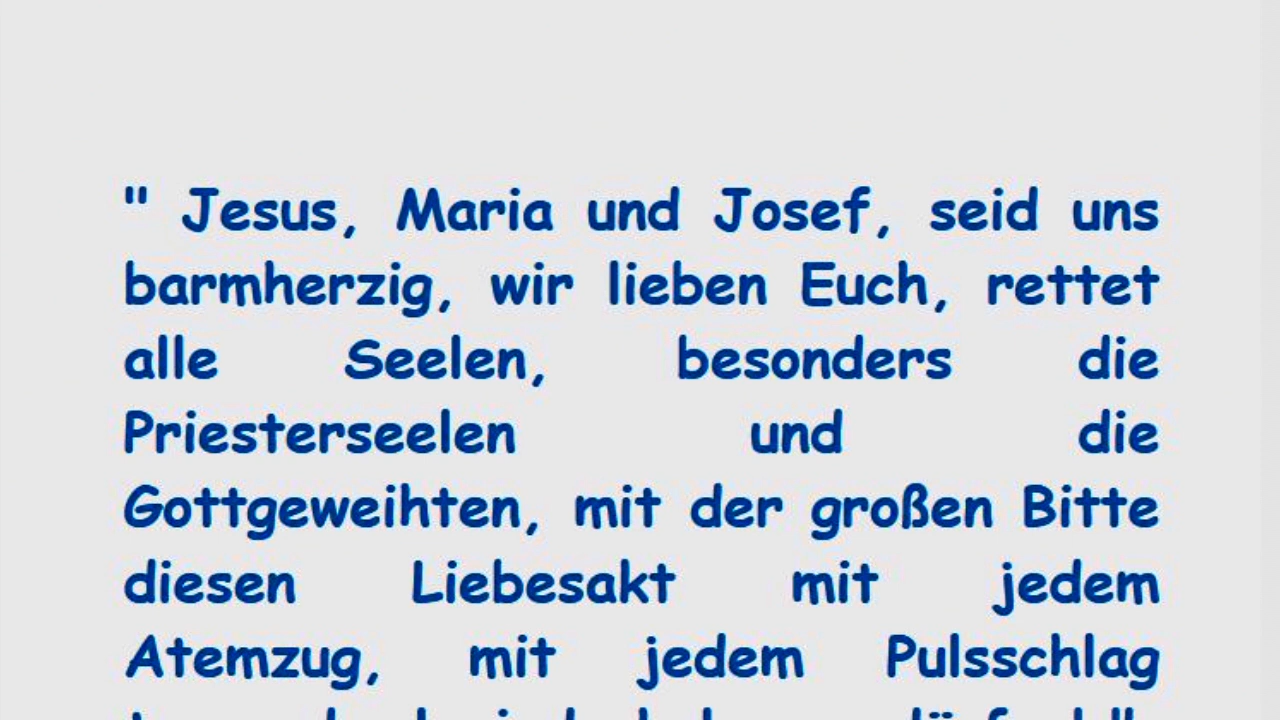 " Jesus, Maria und Josef, seid uns
barmherzig, wir lieben Euch, rettet
alle Seelen, besonders die
Priesterseelen und die
Gottgeweihten, mit der großen Bitte
diesen Liebesakt mit jedem
Atemzug, mit jedem Pulsschlag